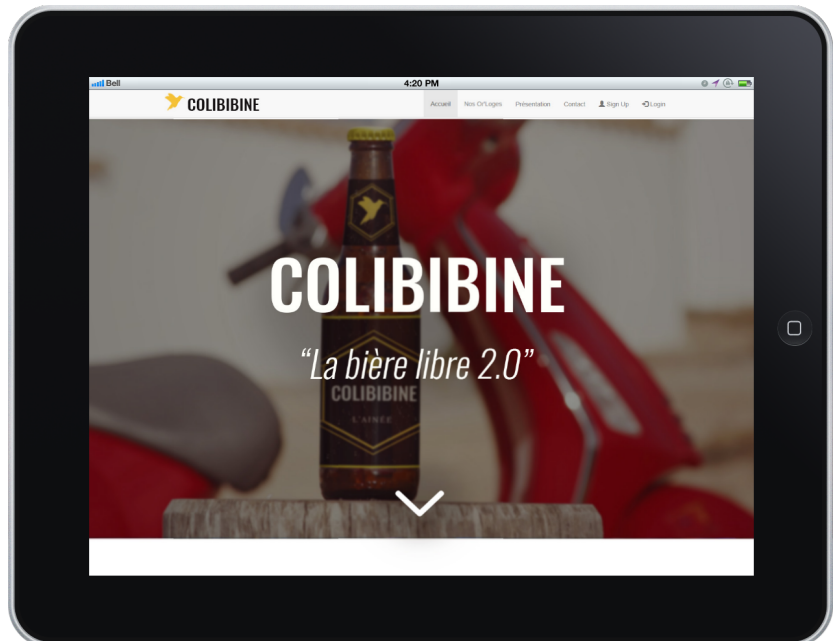 Bell 4:20 PM
COLIBIBINE
Accueil Nos Or'Loges Présentation Contact Sign Up Login
COLIBIBINE
“La bière libre 2.0”
COLIBIBINE
L'AINÉE